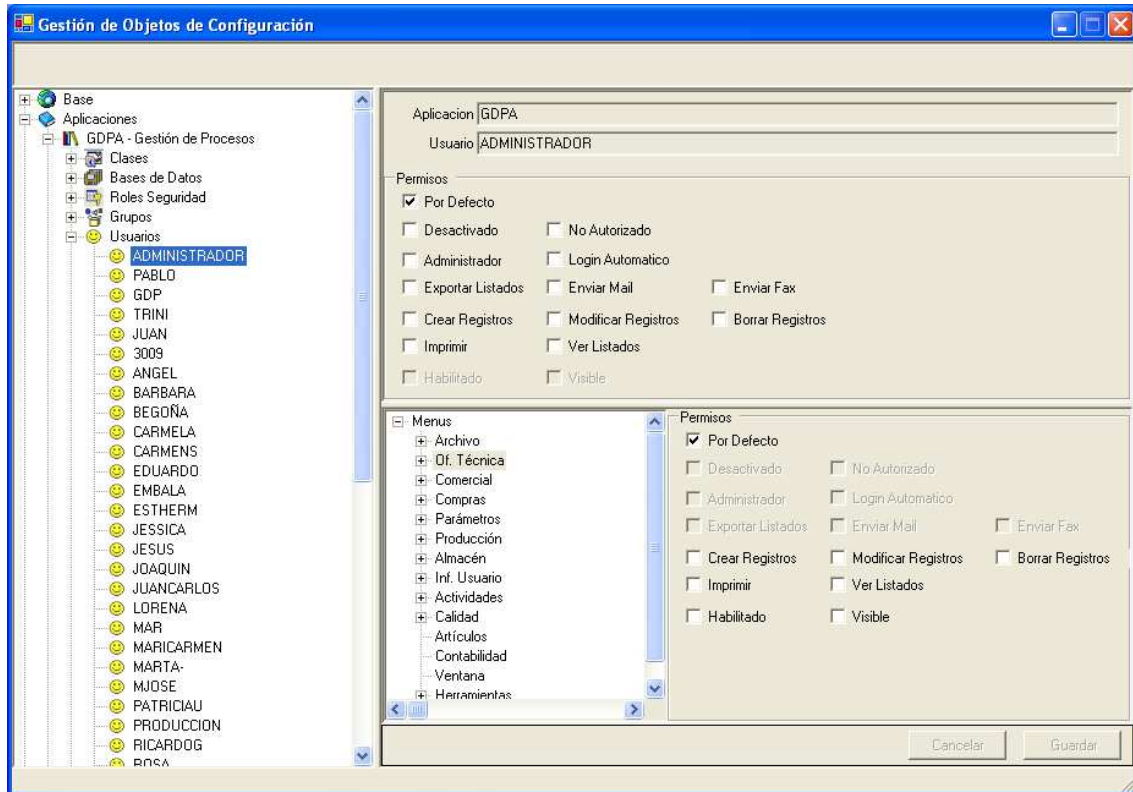 Gestión de Objetos de Configuración
Base
Aplicaciones
GDPA - Gestión de Procesos
Clases
Bases de Datos
Roles Seguridad
Grupos
Usuarios
ADMINISTRADOR
PABLO
GDP
TRINI
JUAN
3009
ANGEL
BARBARA
BEGOÑA
CARMELA
CARMENS
EDUARDO
EMBALA
ESTHERM
JESSICA
JESUS
JOAQUIN
JUANCARLOS
LORENA
MAR
MARICARMEN
MARTA-
MJOSE
PATRICIAU
PRODUCCION
RICARDOG
ROSA
Aplicacion GDPA
Usuario ADMINISTRADOR
Permisos
Por Defecto
Desactivado No Autorizado
Administrador Login Automatico
Exportar Listados Enviar Mail Enviar Fax
Crear Registros Modificar Registros Borrar Registros
Imprimir Ver Listados
Habilitado Visible
Menus
Archivo
Of. Técnica
Comercial
Compras
Parámetros
Producción
Almacén
Inf. Usuario
Actividades
Calidad
Artículos
Contabilidad
Ventana
Herramientas
Permisos
Por Defecto
Desactivado No Autorizado
Administrador Login Automatico
Exportar Listados Enviar Mail Enviar Fax
Crear Registros Modificar Registros Borrar Registros
Imprimir Ver Listados
Habilitado Visible
Cancelar Guardar